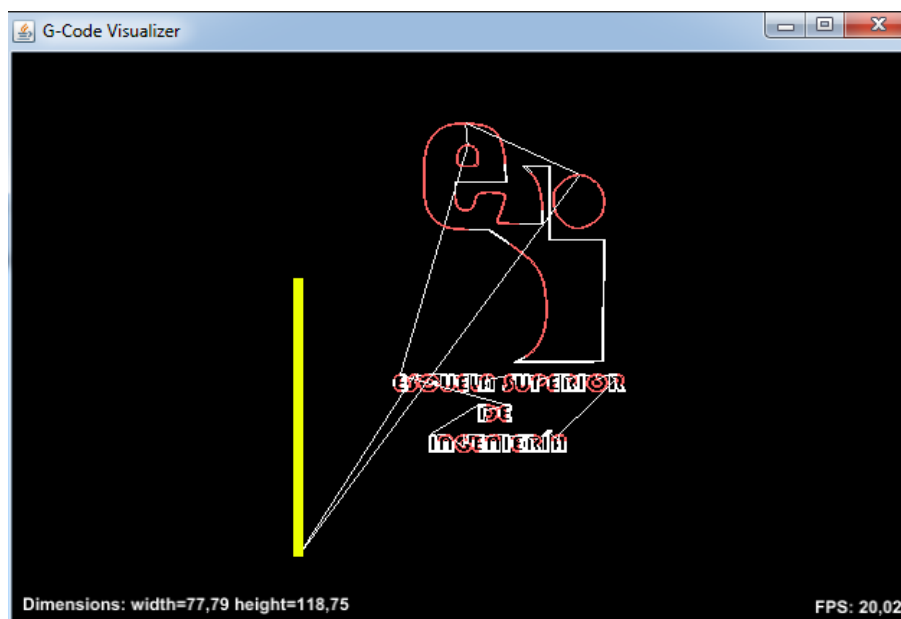 G-Code Visualizer
e
ESCUELA SUPERIOR
DE
INGENIERÍA
Dimensions: width=77,79 height=118,75
FPS: 20,02